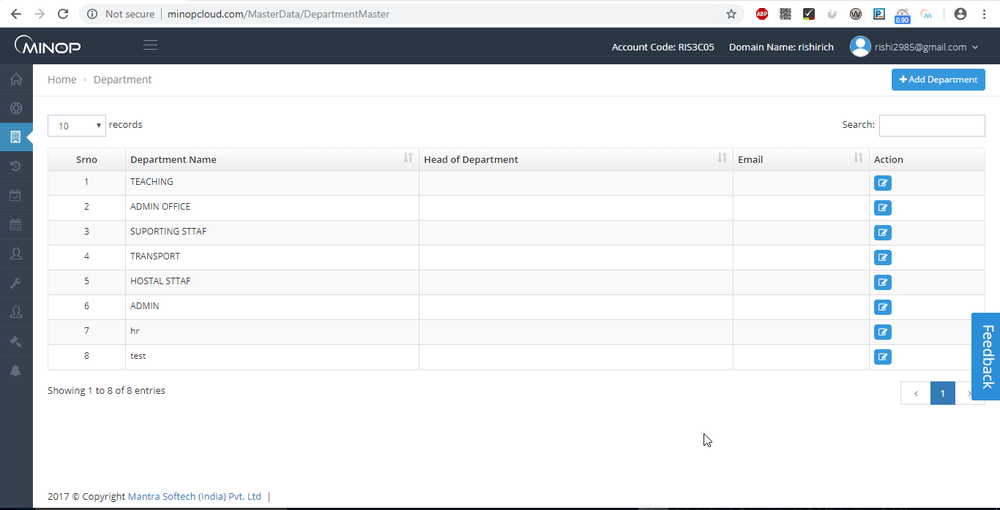 Not secure | minopcloud.com/MasterData/DepartmentMaster
ABP
W
P
0.90
MINOP
Account Code: RIS3C05 Domain Name: rishirich rishi2985@gmail.com
Home • Department
+ Add Department
10 records
Search:
Srno Department Name Head of Department Email Action
1 TEACHING
2 ADMIN OFFICE
3 SUPORTING STTAF
4 TRANSPORT
5 HOSTAL STTAF
6 ADMIN
7 hr
8 test
Feedback
Showing 1 to 8 of 8 entries
‹ 1 ›
2017 © Copyright Mantra Softech (India) Pvt. Ltd |